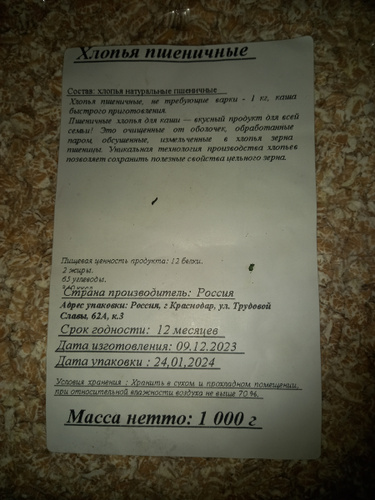 Хлопья пшеничные
Состав: хлопья натуральные пшеничные
Хлопья пшеничные, не требующие варки - 1 кг, каша
быстрого приготовления.
Пшеничные хлопья для каши — вкусный продукт для всей
семьи! Это очищенные от оболочек, обработанные
паром, обсушенные, измельченные в хлопья зерна
пшеницы. Уникальная технология производства хлопьев
позволяет сохранить полезные свойства цельного зерна.
Пищевая ценность продукта: 12 белки.
2 жиры.
65 углеводы.
Страна производитель: Россия
Адрес упаковки: Россия, г Краснодар, ул. Трудовой
Славы, 62А, к.3
Срок годности: 12 месяцев
Дата изготовления: 09.12.2023
Дата упаковки : 24,01,2024
Условия хранения : Хранить в сухом и прохладном помещении,
при относительной влажности воздуха не выше 70 %.
Масса нетто: 1 000 г